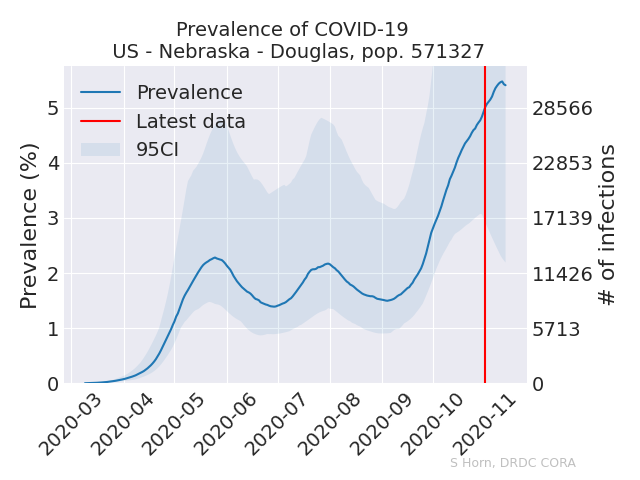 Prevalence of COVID-19
US - Nebraska - Douglas, pop. 571327
Prevalence
Latest data
95CI
Prevalence (%)
5
4
3
2
1
0
28566
22853
17139
11426
5713
0
# of infections
2020-03
2020-04
2020-05
2020-06
2020-07
2020-08
2020-09
2020-10
2020-11
S Horn, DRDC CORA